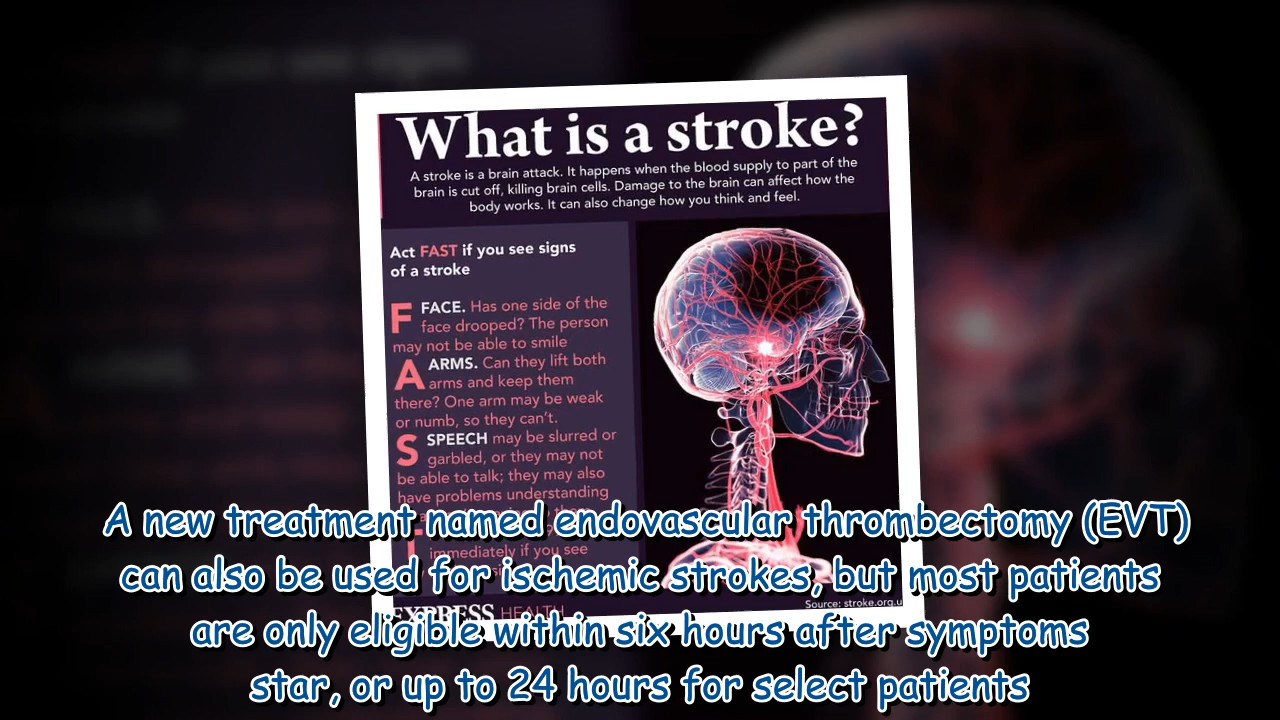 What is a stroke?
A stroke is a brain attack. It happens when the blood supply to part of the
brain is cut off, killing brain cells. Damage to the brain can affect how the
body works. It can also change how you think and feel.
Act FAST if you see signs
of a stroke
F FACE. Has one side of the
face drooped? The person
may not be able to smile
A ARMS. Can they lift both
arms and keep them
there? One arm may be weak
or numb, so they can't.
S SPEECH may be slurred or
garbled, or they may not
be able to talk; they may also
have problems understanding
T
immediately if you see
EXPRESS HEALTH
Source: stroke.org.u
A new treatment named endovascular thrombectomy (EVT)
can also be used for ischemic strokes, but most patients
are only eligible within six hours after symptoms
star, or up to 24 hours for select patients